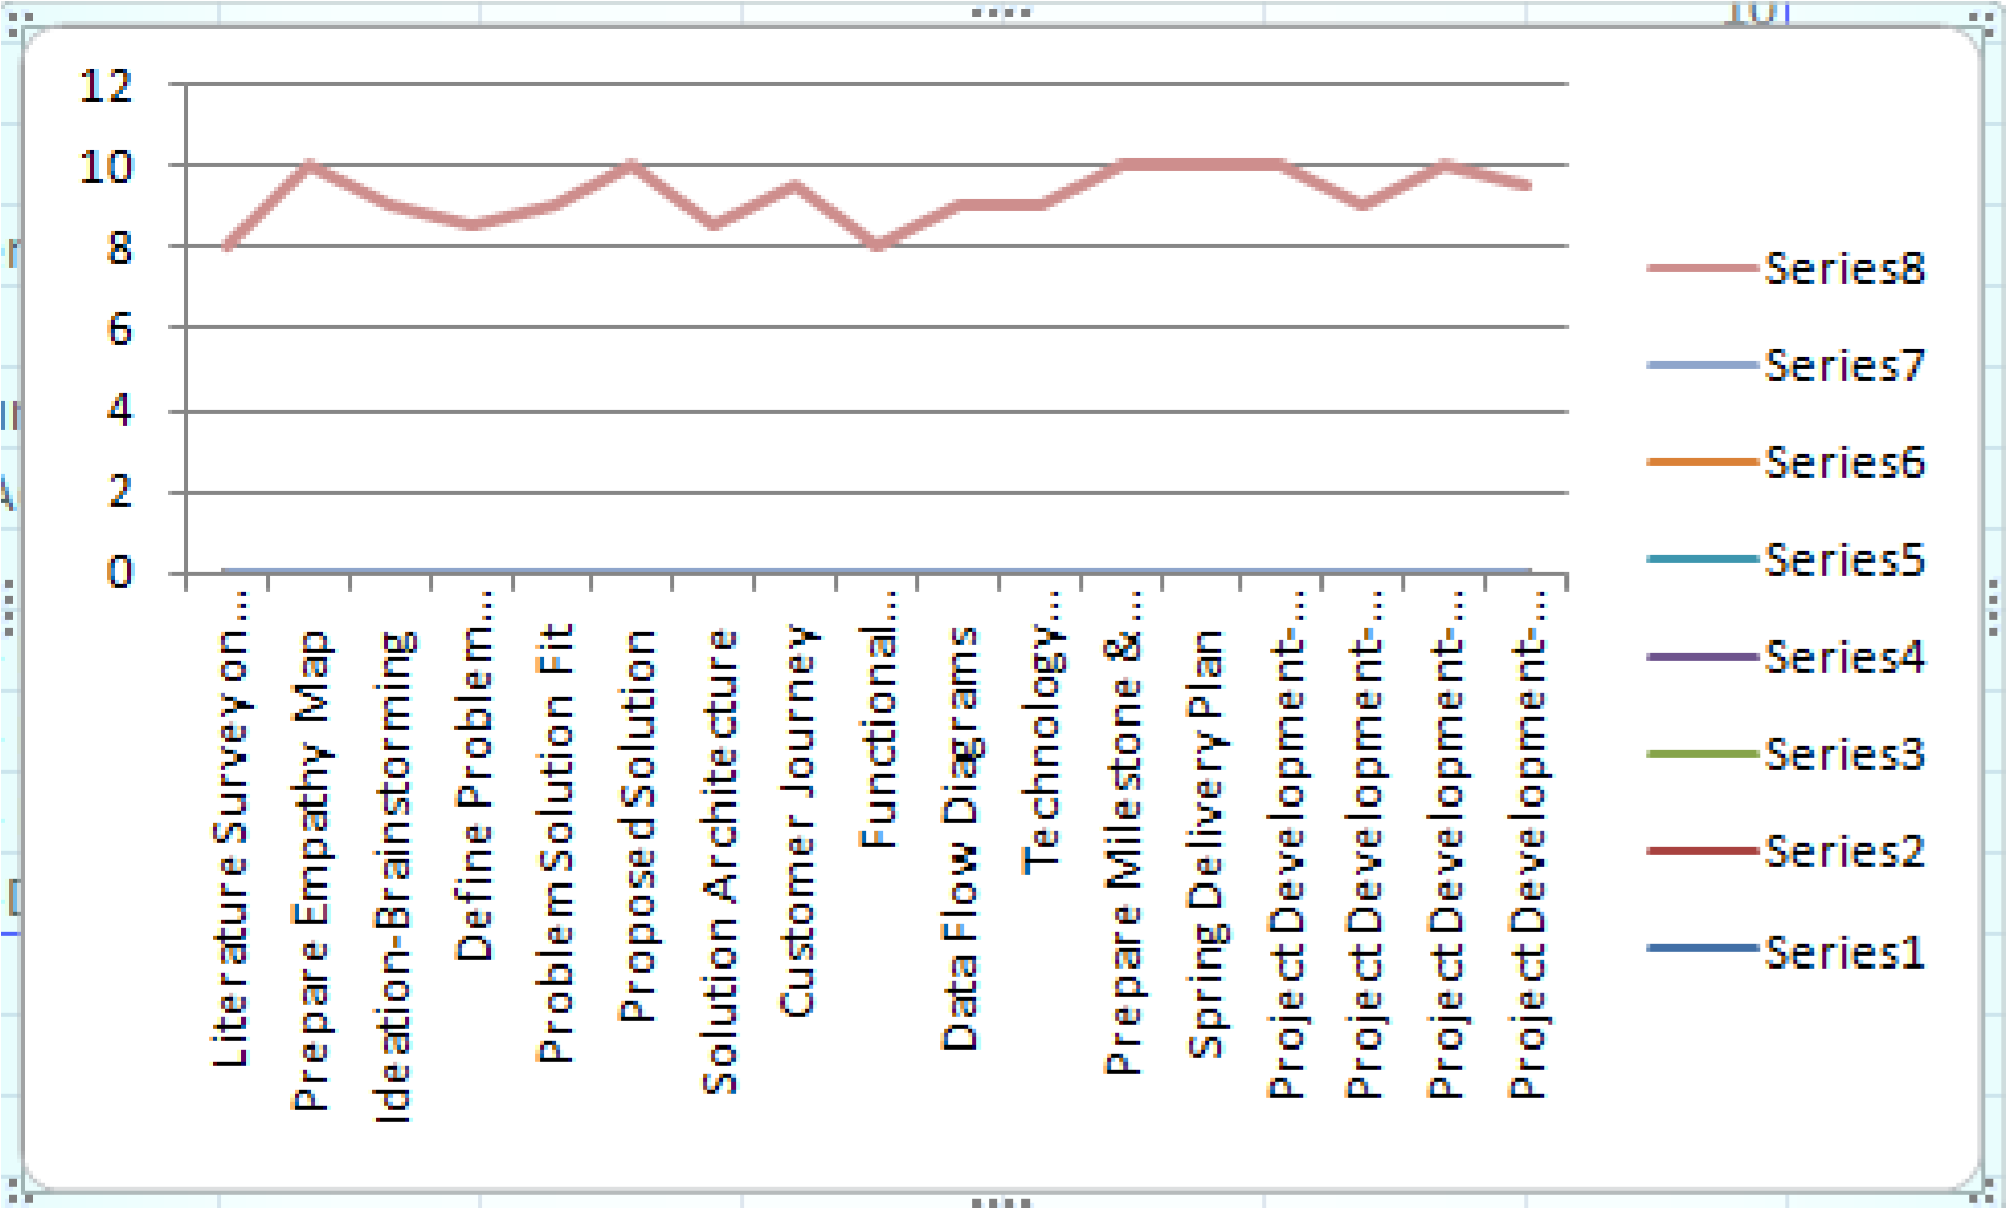 10
12
10
8
6
4
2
0
Literature Survey on...
Prepare Empathy Map
Ideation-Brainstorming
Define Problem...
Problem Solution Fit
Proposed Solution
Solution Architecture
Customer Journey
Functional...
Data Flow Diagrams
Technology...
Prepare Milestone &...
Spring Delivery Plan
Project Development-...
Project Development-...
Project Development-...
Project Development-...
Series8
Series7
Series6
Series5
Series4
Series3
Series2
Series1